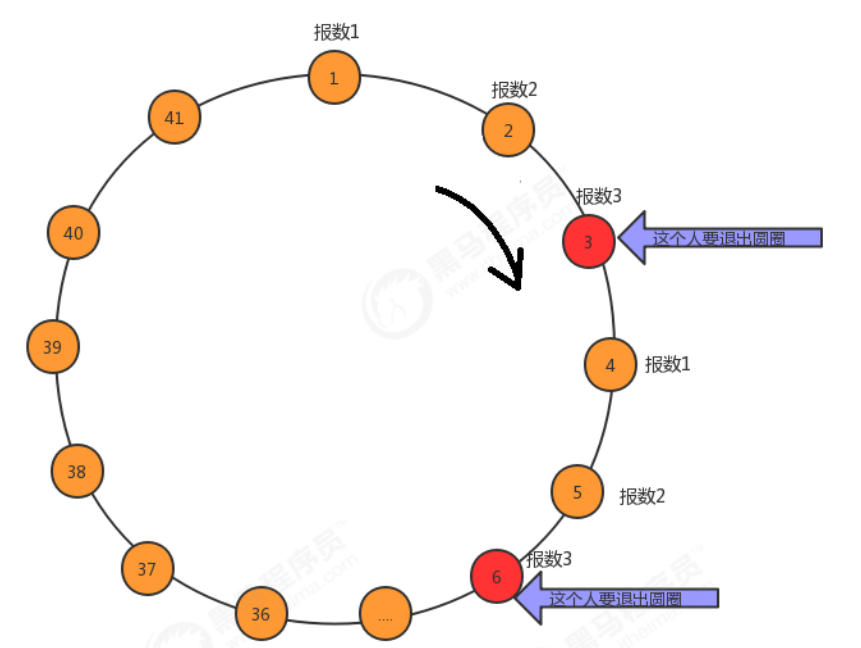 报数1
1
41
报数2
2
报数3
3
这个人要退出圆圈
40
39
4
报数1
38
5
报数2
37
报数3
6
这个人要退出圆圈
36
....
黑马程序员™
www.itheima.com